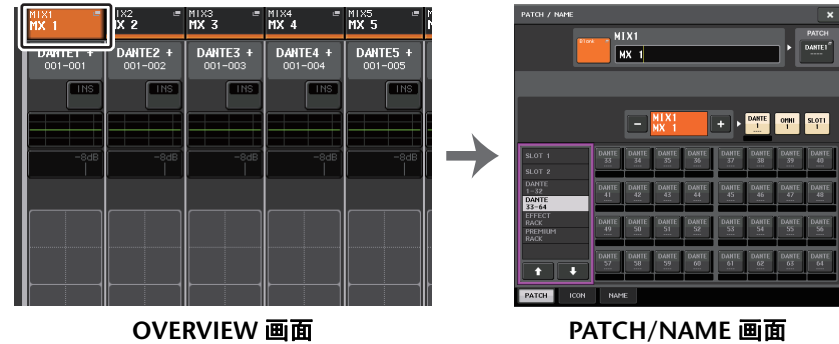 MIX1
MX 1
MIX2
MX 2
MIX3
MX 3
MIX4
MX 4
MIX5
MX 5
DANTE1 +
001-001
DANTE2 +
001-002
DANTE3 +
001-003
DANTE4 +
001-004
DANTE5 +
001-005
INS
INS
INS
INS
INS
-8dB
-8dB
-8dB
-8dB
-8dB
OVERVIEW 画面
PATCH / NAME
Blank
MIX1
MX 1
PATCH
DANTE1
-
MIX1
MX 1
+
DANTE
1
OMNI
1
SLOT1
1
SLOT 1
SLOT 2
DANTE
1-32
DANTE
33-64
EFFECT
RACK
PREMIUM
RACK
DANTE 33
DANTE 34
DANTE 35
DANTE 36
DANTE 37
DANTE 38
DANTE 39
DANTE 40
DANTE 41
DANTE 42
DANTE 43
DANTE 44
DANTE 45
DANTE 46
DANTE 47
DANTE 48
DANTE 49
DANTE 50
DANTE 51
DANTE 52
DANTE 53
DANTE 54
DANTE 55
DANTE 56
DANTE 57
DANTE 58
DANTE 59
DANTE 60
DANTE 61
DANTE 62
DANTE 63
DANTE 64
PATCH
ICON
NAME
PATCH/NAME 画面